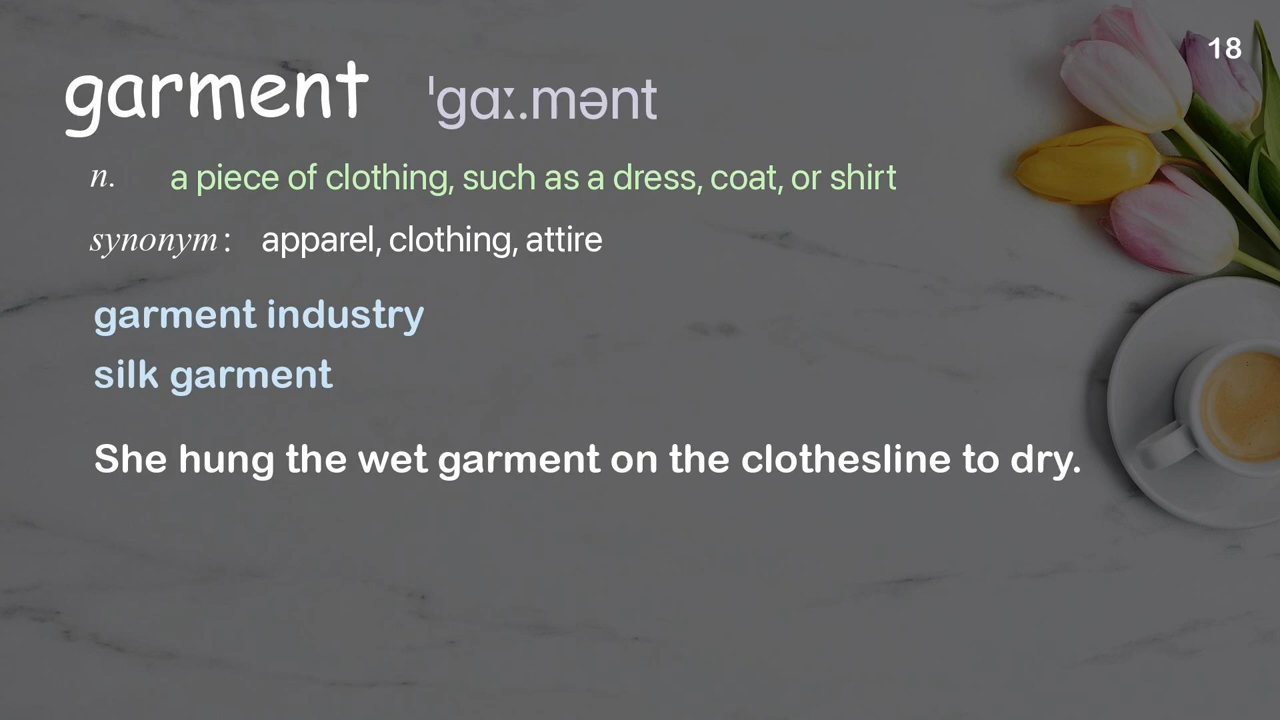 18
garment ˈɡɑː.mənt
n. a piece of clothing, such as a dress, coat, or shirt
synonym: apparel, clothing, attire
garment industry
silk garment
She hung the wet garment on the clothesline to dry.